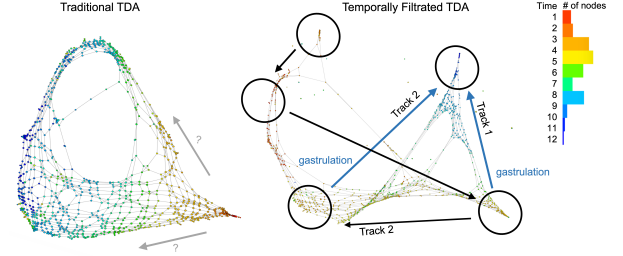 Traditional TDA
Temporally Filtrated TDA
Time # of nodes
1
2
3
4
5
6
7
8
9
10
11
12
?
?
Track 2
Track 1
gastrulation
gastrulation
Track 2